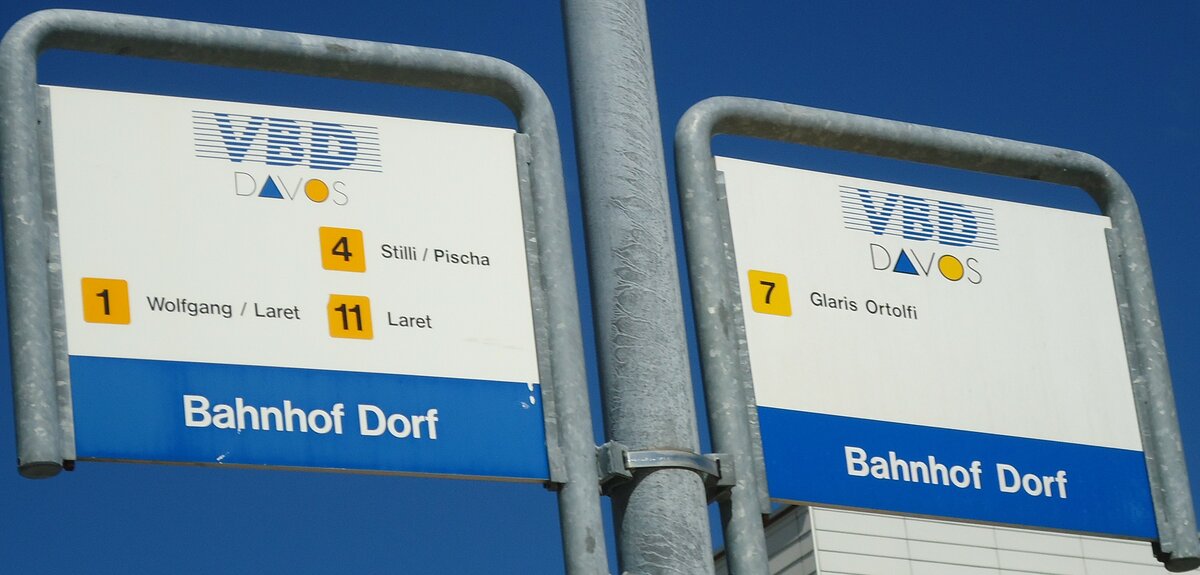 VBD
DAVOS
4 Stilli / Pischa
1 Wolfgang / Laret
11 Laret
Bahnhof Dorf
VBD
DAVOS
7 Glaris Ortolfi
Bahnhof Dorf